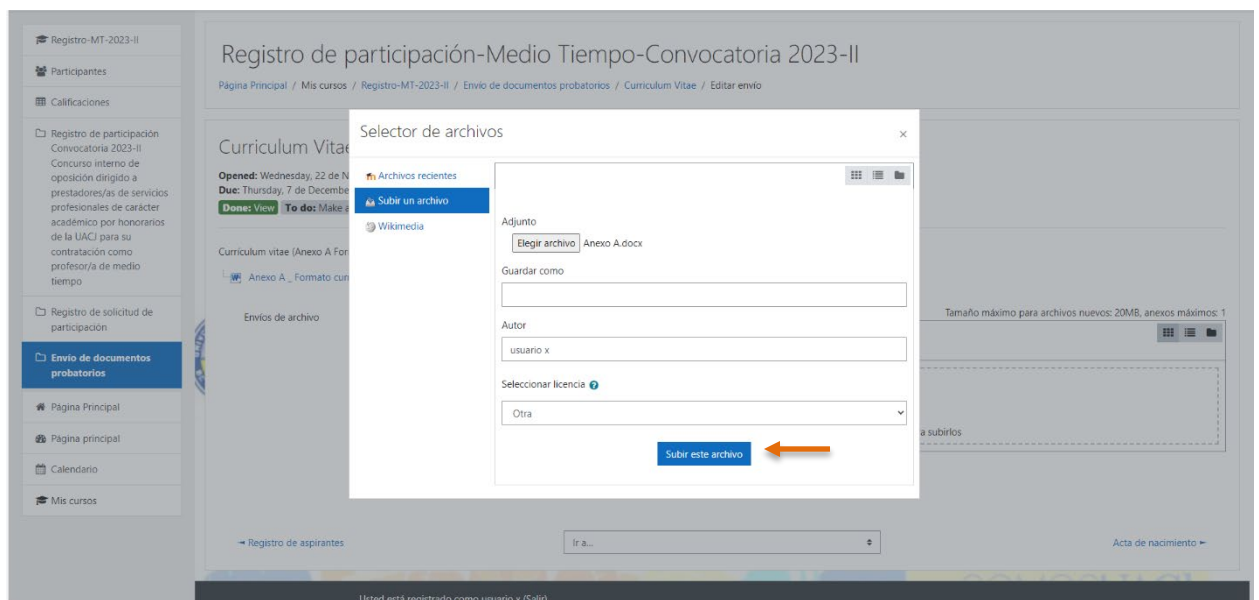 Registro-MT-2023-II
Participantes
Calificaciones
Registro de participación
Convocatoria 2023-II
Concurso interno de
oposición dirigido a
prestadores/as de servicios
profesionales de carácter
académico por honorarios
de la UACJ para su
contratación como
profesor/a de medio
tiempo
Registro de solicitud de
participación
Envío de documentos
probatorios
Página Principal
Página principal
Calendario
Mis cursos
Registro de participación-Medio Tiempo-Convocatoria 2023-II
Página Principal / Mis cursos / Registro-MT-2023-II / Envío de documentos probatorios / Curriculum Vitae / Editar envío
Curriculum Vitae
Opened: Wednesday, 22 de N
Due: Thursday, 7 de Decembe
Done: View To do: Make a
Currículum vitae (Anexo A For
Anexo A _ Formato curr
Envíos de archivo
Tamaño máximo para archivos nuevos: 20MB, anexos máximos: 1
a subirlos
Selector de archivos ×
Archivos recientes
Subir un archivo
Wikimedia
Adjunto
Elegir archivo Anexo A.docx
Guardar como
Autor
usuario x
Seleccionar licencia
Otra
Subir este archivo
Registro de aspirantes
Ir a...
Acta de nacimiento
Usted está registrado como usuario x (Salir)